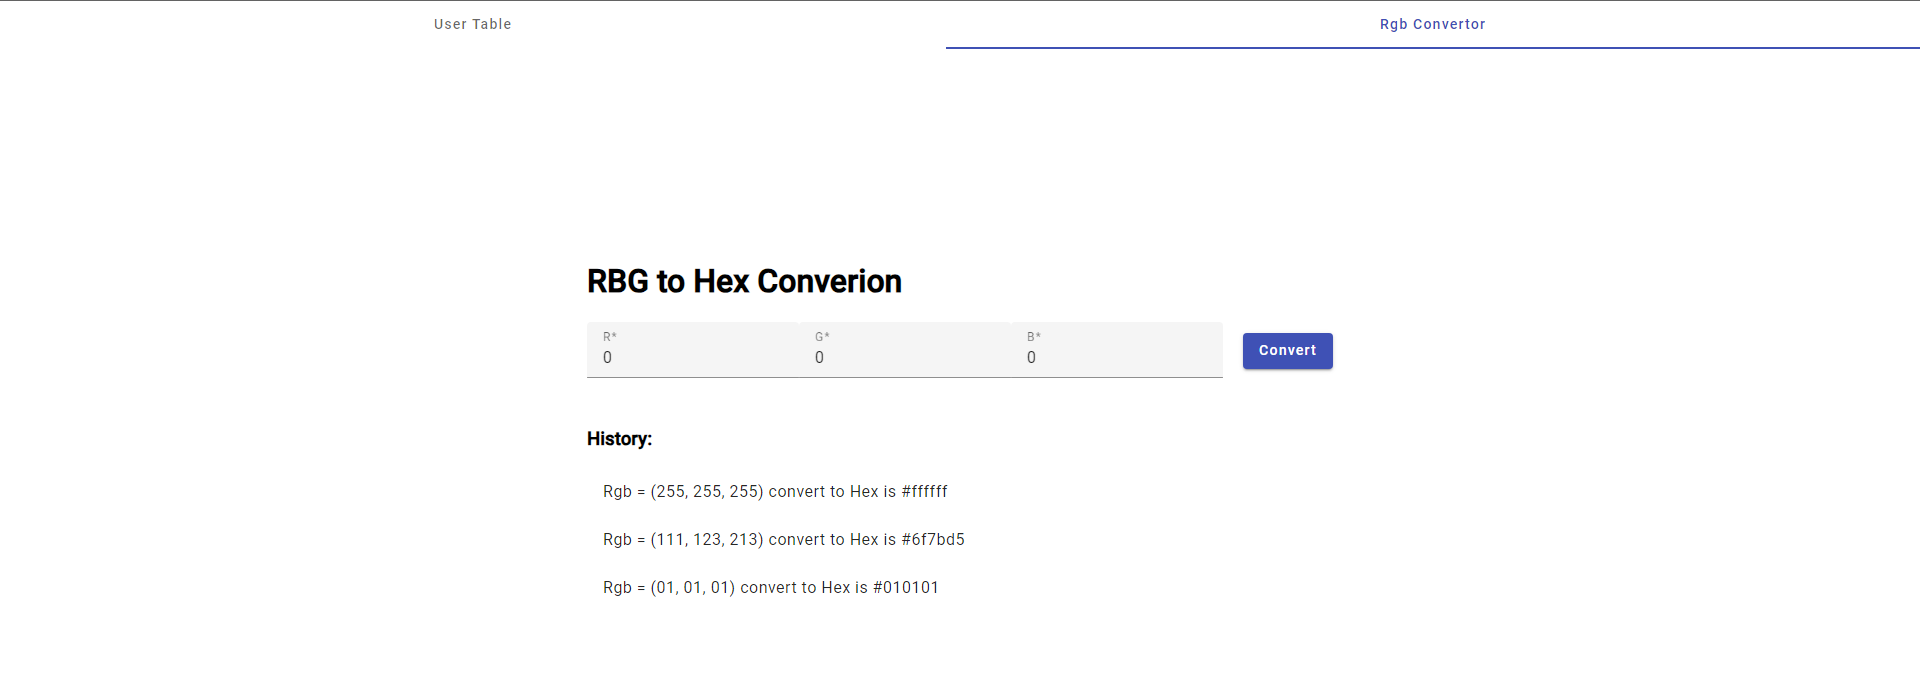 User Table
Rgb Convertor
RBG to Hex Converion
R*
0
G*
0
B*
0
Convert
History:
Rgb = (255, 255, 255) convert to Hex is #ffffff
Rgb = (111, 123, 213) convert to Hex is #6f7bd5
Rgb = (01, 01, 01) convert to Hex is #010101